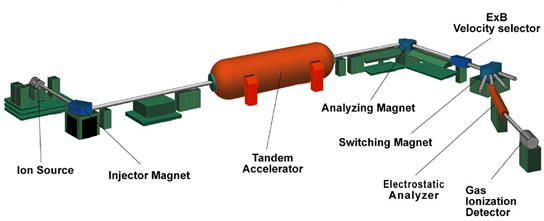 ExB
Velocity selector
Analyzing Magnet
Switching Magnet
Ion Source
Injector Magnet
Tandem
Accelerator
Electrostatic
Analyzer
Gas
Ionization
Detector